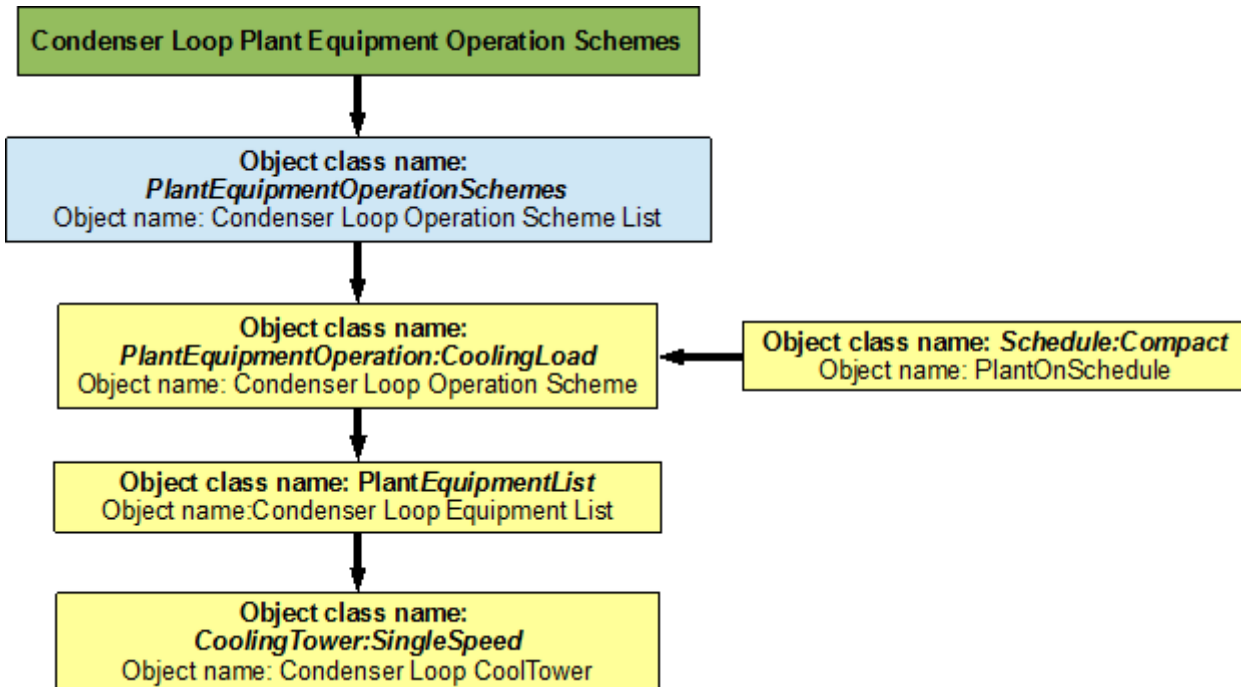 Condenser Loop Plant Equipment Operation Schemes
Object class name:
PlantEquipmentOperationSchemes
Object name: Condenser Loop Operation Scheme List
Object class name:
PlantEquipmentOperation:CoolingLoad
Object name: Condenser Loop Operation Scheme
Object class name: Schedule:Compact
Object name: PlantOnSchedule
Object class name: PlantEquipmentList
Object name:Condenser Loop Equipment List
Object class name:
CoolingTower:SingleSpeed
Object name: Condenser Loop CoolTower